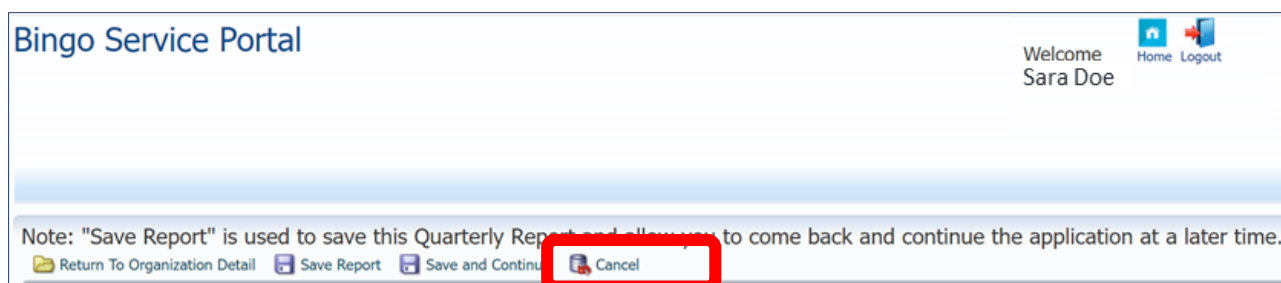 Bingo Service Portal
Welcome
Sara Doe
Home Logout
Note: "Save Report" is used to save this Quarterly Report and allow you to come back and continue the application at a later time.
Return To Organization Detail Save Report Save and Continu Cancel